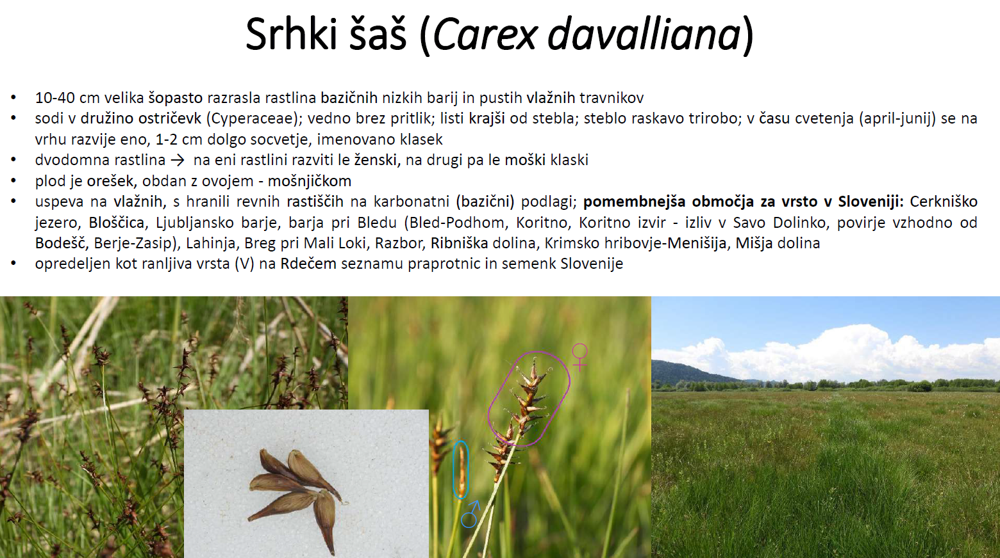 Srhki šaš (Carex davalliana)
• 10-40 cm velika šopasto razrasla rastlina bazičnih nizkih barij in pustih vlažnih travnikov
• sodi v družino ostričevk (Cyperaceae); vedno brez pritlik; listi krajši od stebla; steblo raskavo trirobo; v času cvetenja (april-junij) se na
vrhu razvije eno, 1-2 cm dolgo socvetje, imenovano klasek
• dvodomna rastlina → na eni rastlini razviti le ženski, na drugi pa le moški klaski
• plod je orešek, obdan z ovojem - mošnjičkom
• uspeva na vlažnih, s hranili revnih rastiščih na karbonatni (bazični) podlagi; pomembnejša območja za vrsto v Sloveniji: Cerkniško
jezero, Bloščica, Ljubljansko barje, barja pri Bledu (Bled-Podhom, Koritno, Koritno izvir - izliv v Savo Dolinko, povirje vzhodno od
Bodešč, Berje-Zasip), Lahinja, Breg pri Mali Loki, Razbor, Ribniška dolina, Krimsko hribovje-Menišija, Mišja dolina
• opredeljen kot ranljiva vrsta (V) na Rdečem seznamu praprotnic in semenk Slovenije
♀
♂